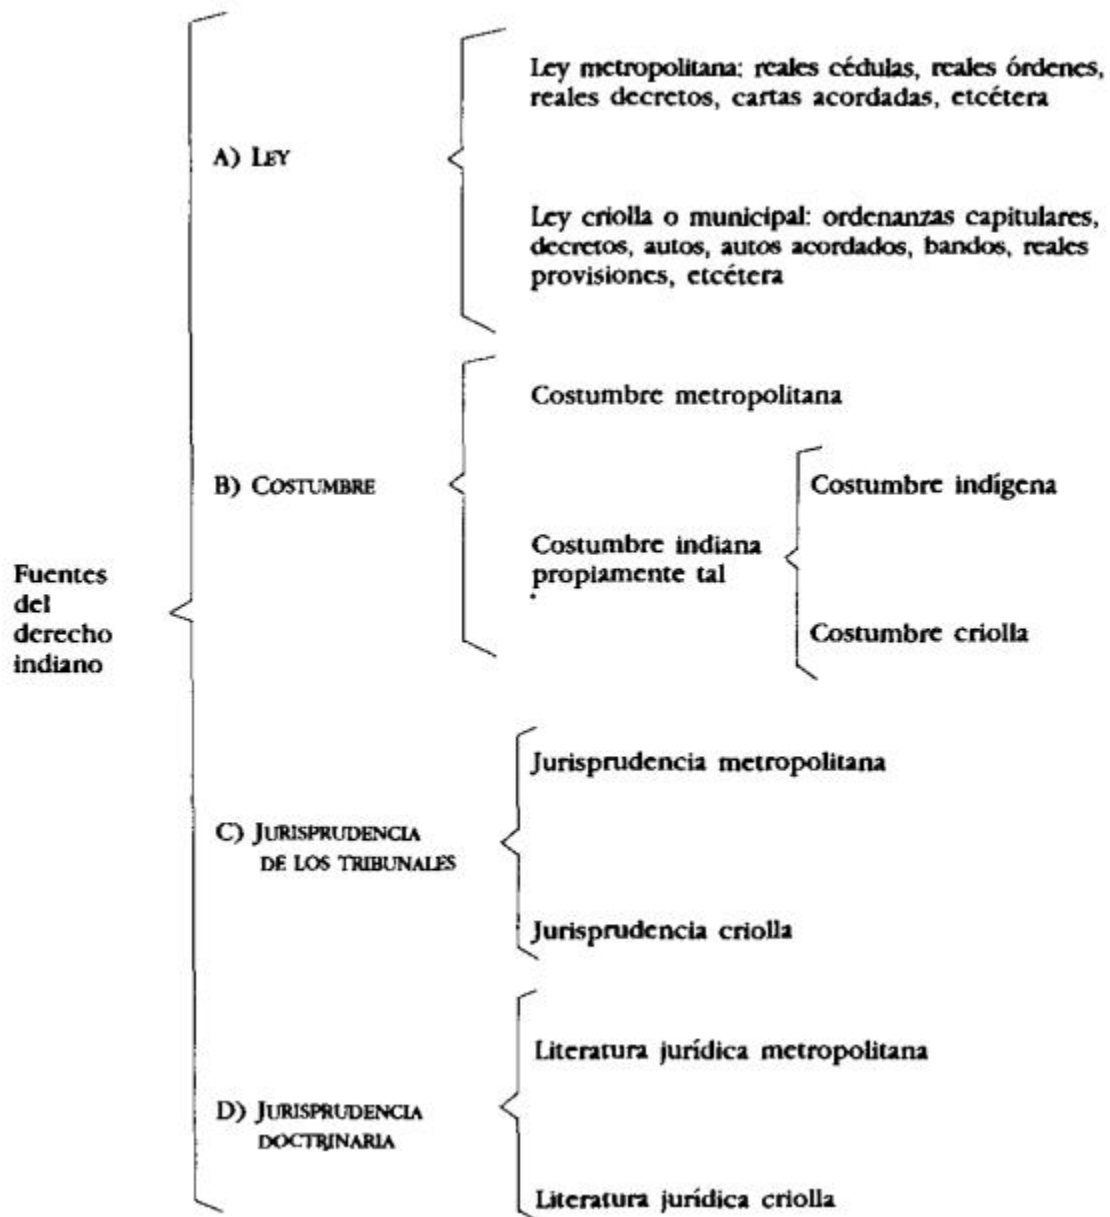 Fuentes
del
derecho
indiano
A) LEY
Ley metropolitana: reales cédulas, reales órdenes,
reales decretos, cartas acordadas, etcétera
Ley criolla o municipal: ordenanzas capitulares,
decretos, autos, autos acordados, bandos, reales
provisiones, etcétera
B) COSTUMBRE
Costumbre metropolitana
Costumbre indiana
propiamente tal
Costumbre indígena
Costumbre criolla
C) JURISPRUDENCIA
DE LOS TRIBUNALES
Jurisprudencia metropolitana
Jurisprudencia criolla
D) JURISPRUDENCIA
DOCTRINARIA
Literatura jurídica metropolitana
Literatura jurídica criolla